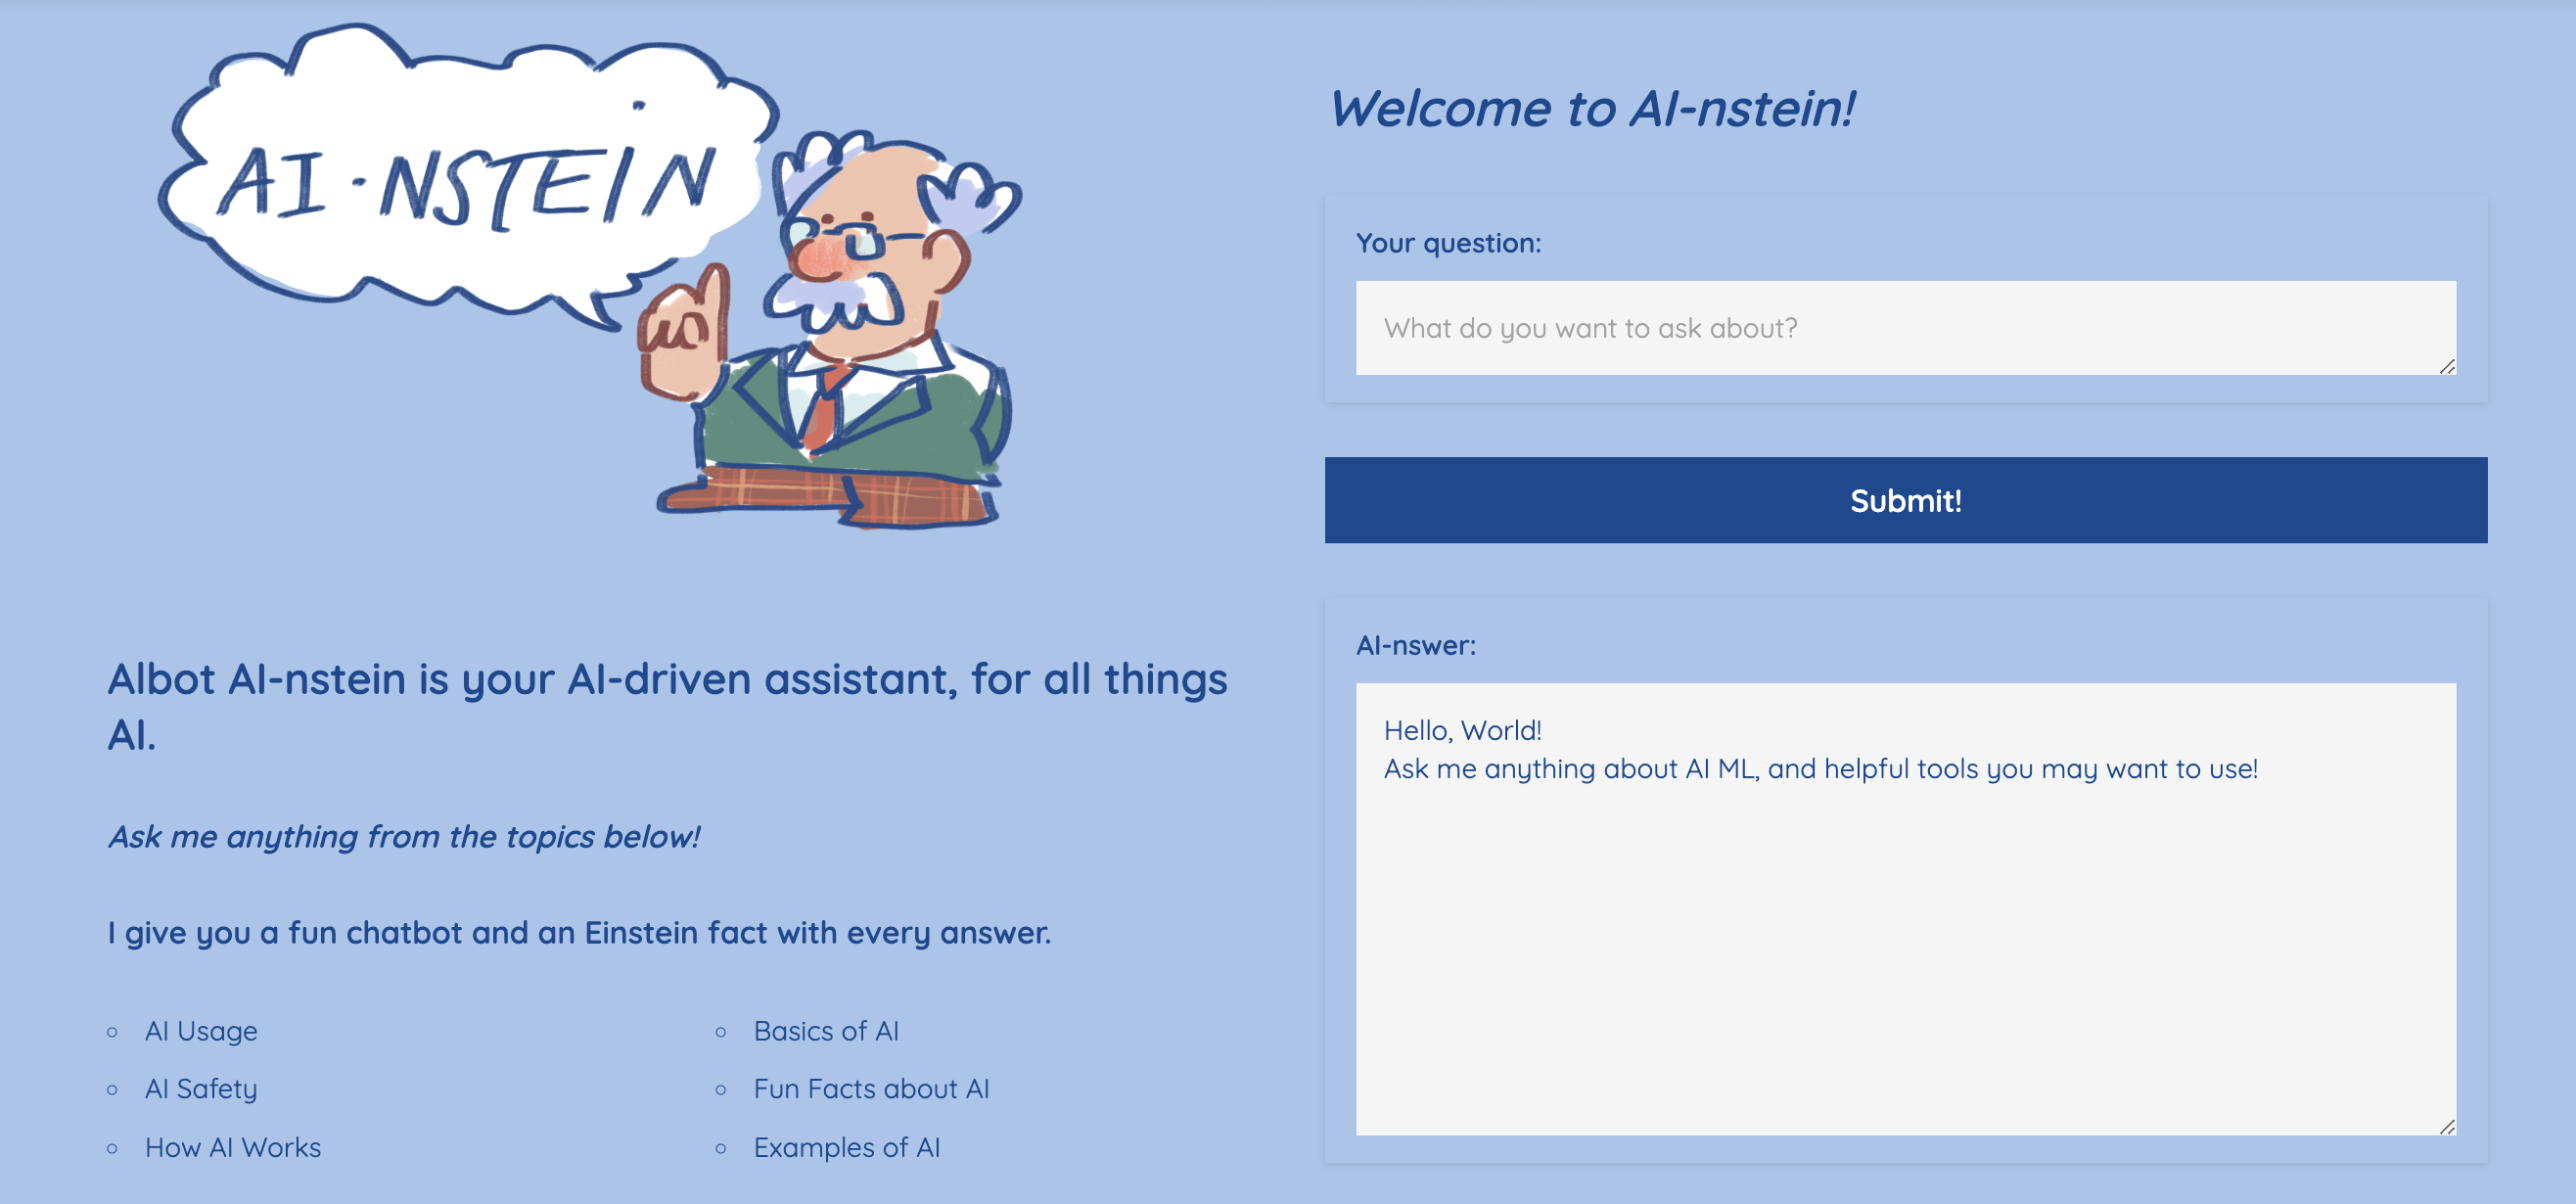 AI-NSTEIN
Albot AI-nstein is your AI-driven assistant, for all things
AI.
Ask me anything from the topics below!
I give you a fun chatbot and an Einstein fact with every answer.
AI Usage
AI Safety
How AI Works
Basics of AI
Fun Facts about AI
Examples of AI
Welcome to AI-nstein!
Your question:
What do you want to ask about?
Submit!
AI-nswer:
Hello, World!
Ask me anything about AI ML, and helpful tools you may want to use!